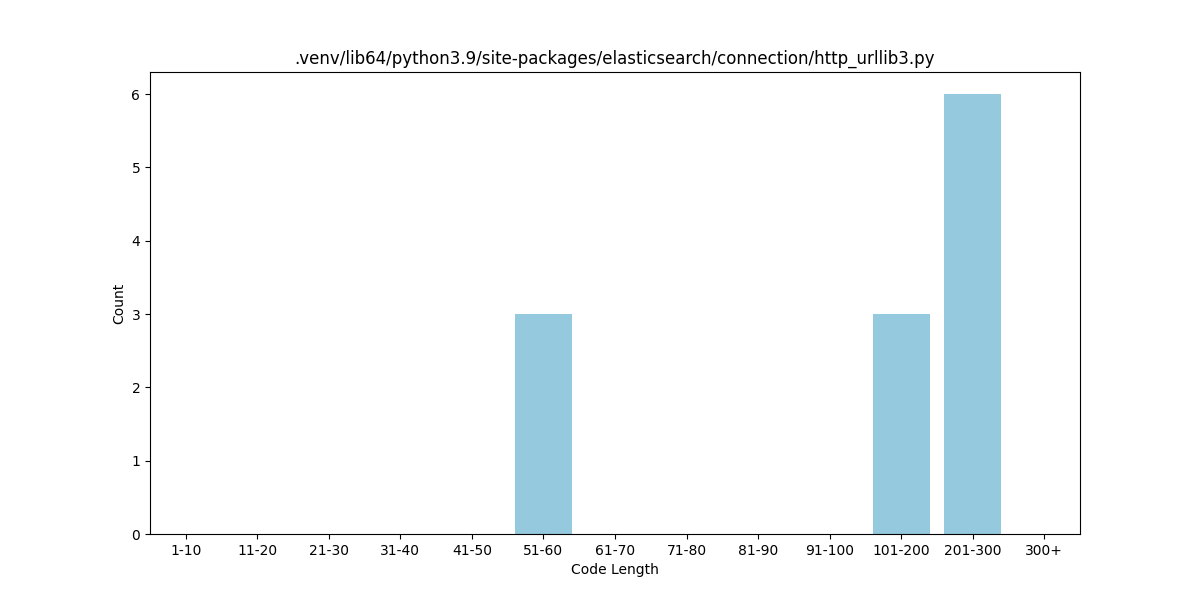 .venv/lib64/python3.9/site-packages/elasticsearch/connection/http_urllib3.py
6
5
4
3
2
1
0
Count
1-10 11-20 21-30 31-40 41-50 51-60 61-70 71-80 81-90 91-100 101-200 201-300 300+
Code Length